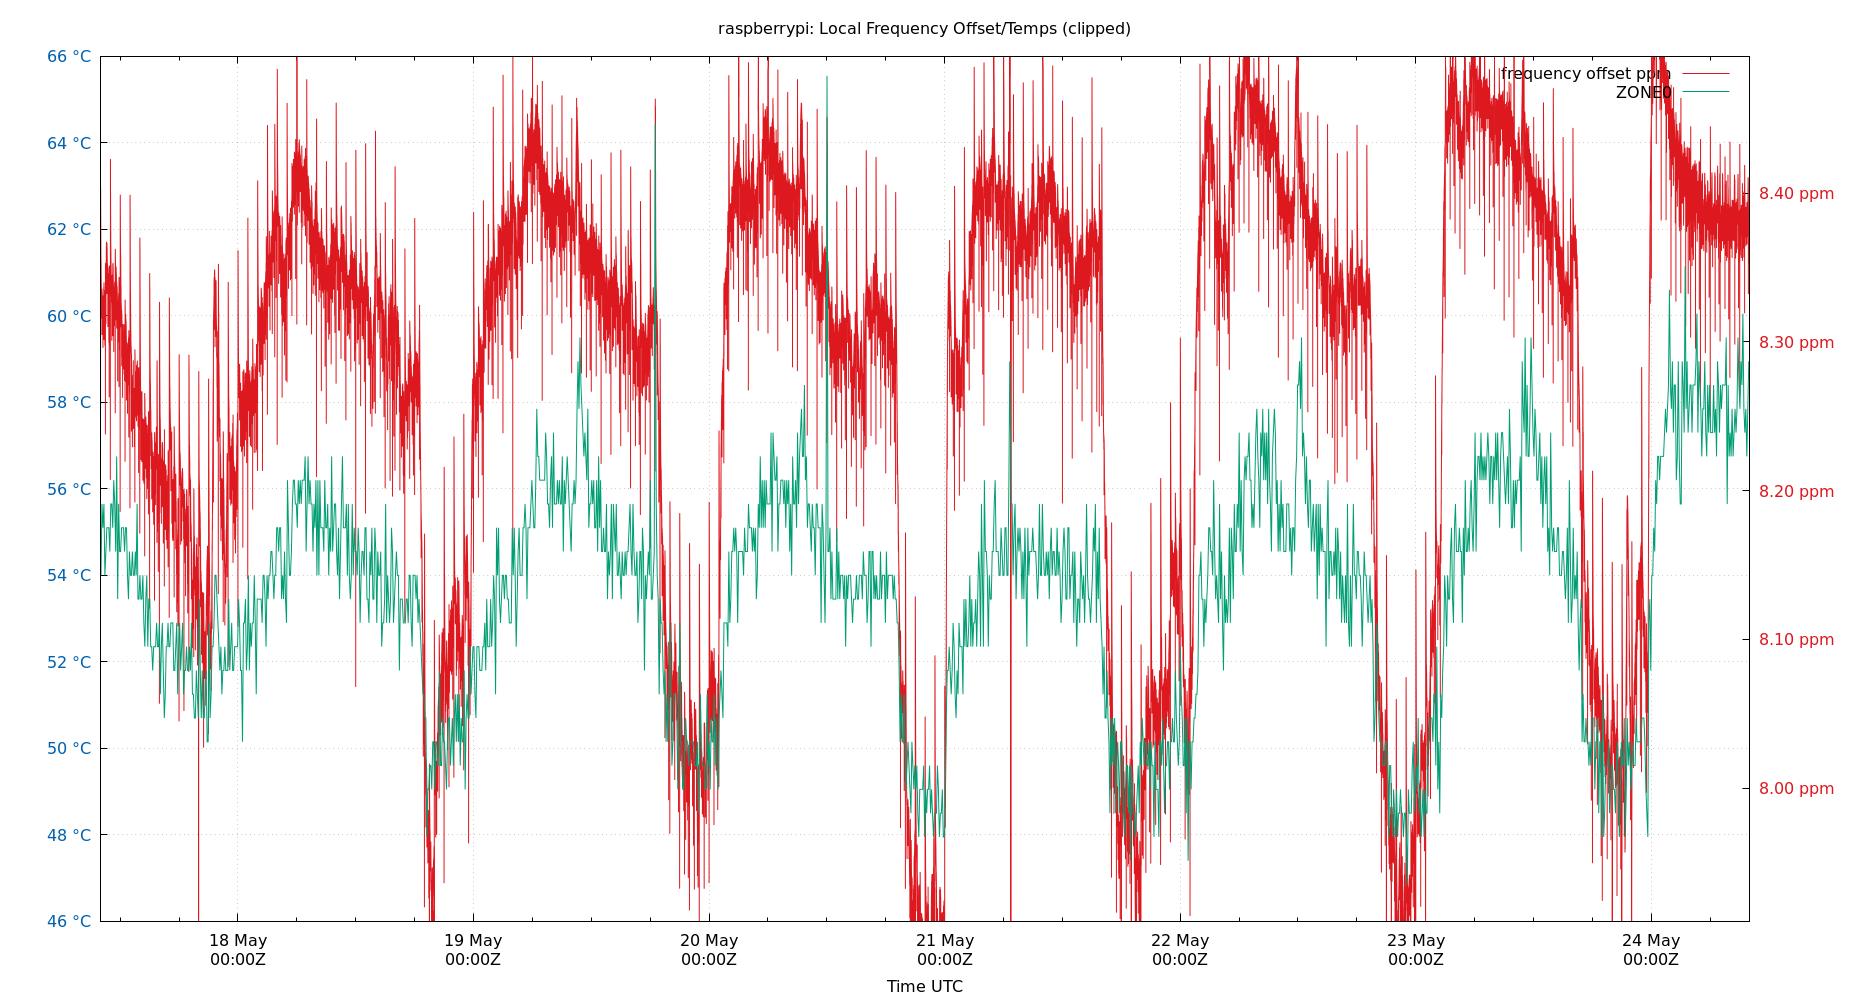 raspberrypi: Local Frequency Offset/Temps (clipped)
66 °C
64 °C
62 °C
60 °C
58 °C
56 °C
54 °C
52 °C
50 °C
48 °C
46 °C
frequency offset ppm
ZONE0
8.40 ppm
8.30 ppm
8.20 ppm
8.10 ppm
8.00 ppm
18 May 19 May 20 May 21 May 22 May 23 May 24 May
00:00Z 00:00Z 00:00Z 00:00Z 00:00Z 00:00Z 00:00Z
Time UTC